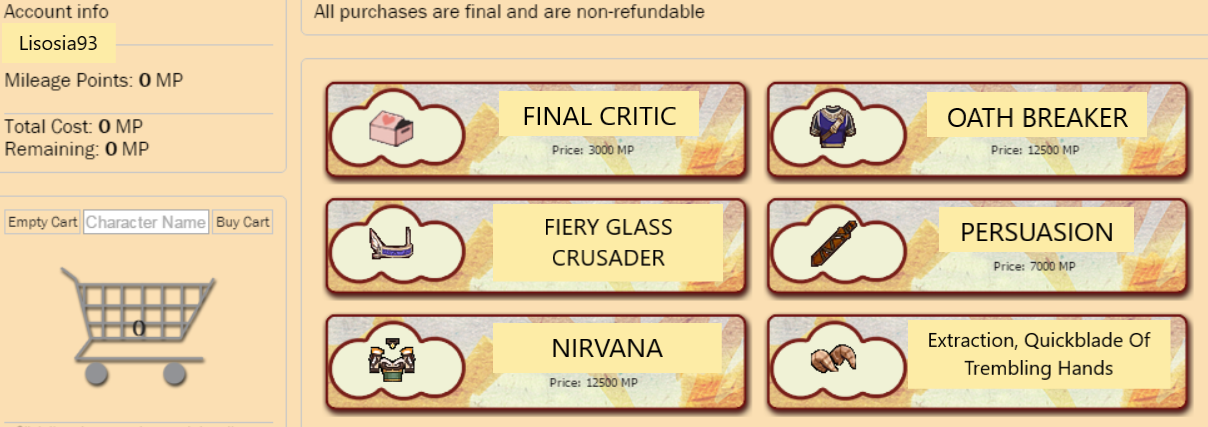 Account info
Lisosia93
Mileage Points: 0 MP
Total Cost: 0 MP
Remaining: 0 MP
Empty Cart
Character Name
Buy Cart
0
All purchases are final and are non-refundable
FINAL CRITIC
Price: 3000 MP
OATH BREAKER
Price: 12500 MP
FIERY GLASS
CRUSADER
PERSUASION
Price: 7000 MP
NIRVANA
Price: 12500 MP
Extraction, Quickblade Of
Trembling Hands